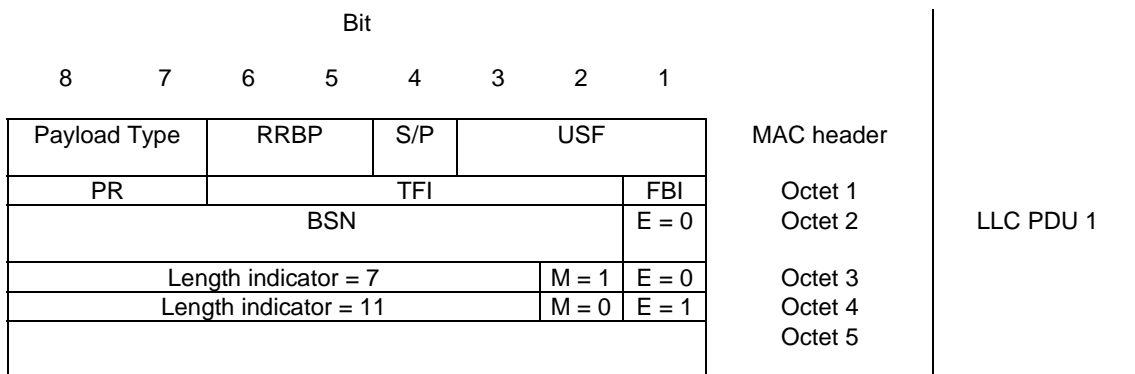 Bit
8 7 6 5 4 3 2 1
Payload Type RRBP S/P USF MAC header
PR TFI FBI Octet 1
BSN E = 0 Octet 2 LLC PDU 1
Length indicator = 7 M = 1 E = 0 Octet 3
Length indicator = 11 M = 0 E = 1 Octet 4
Octet 5